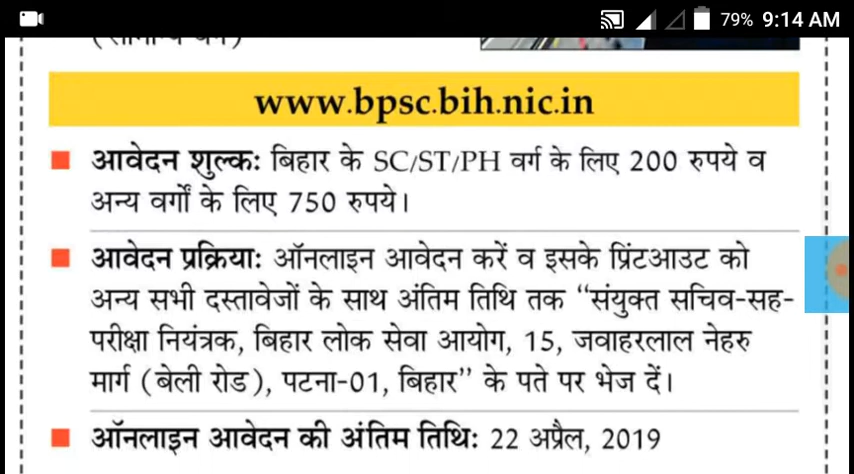 79% 9:14 AM
www.bpsc.bih.nic.in
आवेदन शुल्क: बिहार के SC/ST/PH वर्ग के लिए 200 रुपये व
अन्य वर्गों के लिए 750 रुपये।
आवेदन प्रक्रिया: ऑनलाइन आवेदन करें व इसके प्रिंटआउट को
अन्य सभी दस्तावेजों के साथ अंतिम तिथि तक “संयुक्त सचिव-सह-
परीक्षा नियंत्रक, बिहार लोक सेवा आयोग, 15, जवाहरलाल नेहरु
मार्ग (बेली रोड), पटना-01, बिहार” के पते पर भेज दें।
ऑनलाइन आवेदन की अंतिम तिथि: 22 अप्रैल, 2019